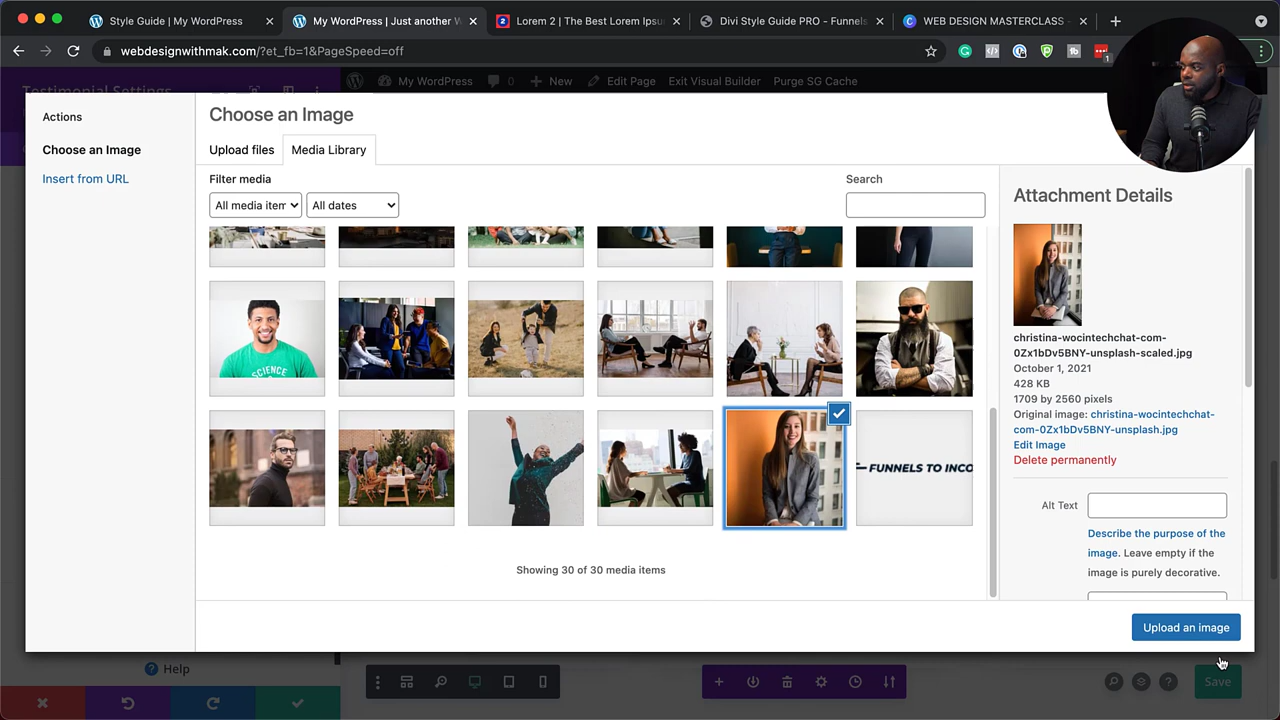 Style Guide | My WordPress
My WordPress | Just another W
Lorem 2 | The Best Lorem Ipsu
Divi Style Guide PRO - Funnels
WEB DESIGN MASTERCLASS -
webdesignwithmak.com/?et_fb=1&PageSpeed=off
1
Testimonial Settings
My WordPress
0
New
Edit Page
Exit Visual Builder
Purge SG Cache
Actions
Choose an Image
Insert from URL
Choose an Image
Upload files
Media Library
Filter media
All media item
All dates
Search
SCIENCE
FUNNELS TO INCO
Showing 30 of 30 media items
Attachment Details
christina-wocintechchat-com-
0Zx1bDv5BNY-unsplash-scaled.jpg
October 1, 2021
428 KB
1709 by 2560 pixels
Original image: christina-wocintechchat-
com-0Zx1bDv5BNY-unsplash.jpg
Edit Image
Delete permanently
Alt Text
Describe the purpose of the
image. Leave empty if the
image is purely decorative.
Upload an image
Help
Save